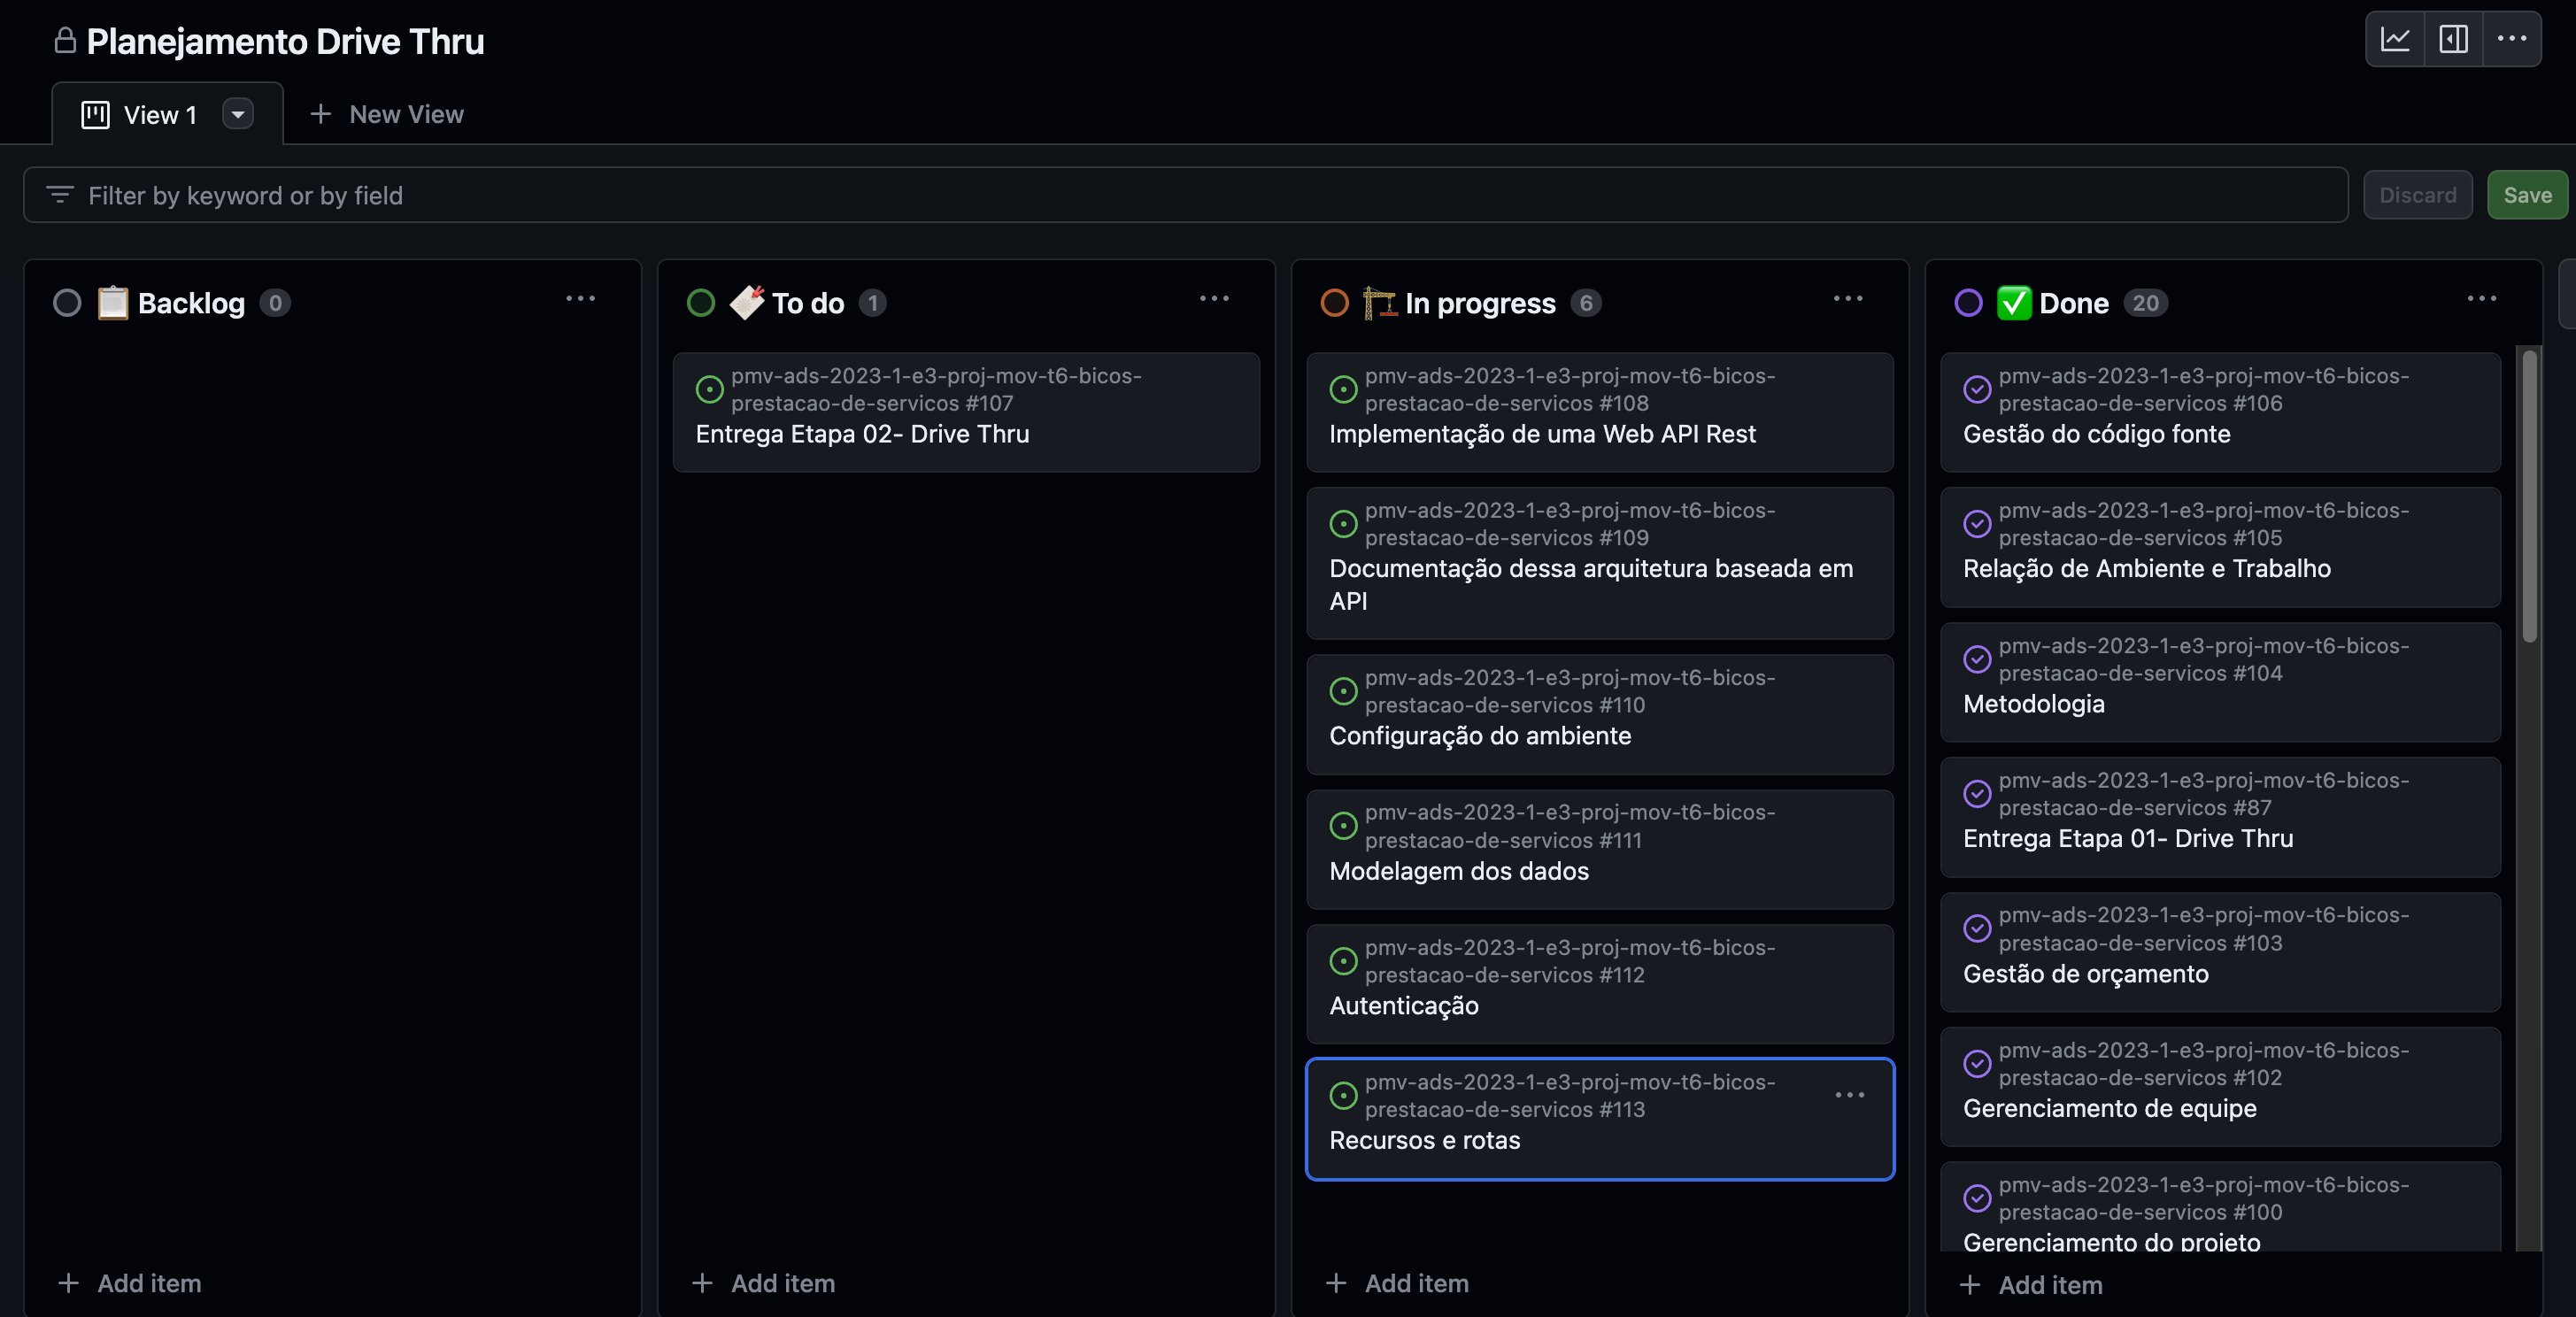 Planejamento Drive Thru
View 1
New View
Filter by keyword or by field
Discard
Save
Backlog 0
Add item
To do 1
pmv-ads-2023-1-e3-proj-mov-t6-bicos-
prestacao-de-servicos #107
Entrega Etapa 02- Drive Thru
Add item
In progress 6
pmv-ads-2023-1-e3-proj-mov-t6-bicos-
prestacao-de-servicos #108
Implementação de uma Web API Rest
pmv-ads-2023-1-e3-proj-mov-t6-bicos-
prestacao-de-servicos #109
Documentação dessa arquitetura baseada em
API
pmv-ads-2023-1-e3-proj-mov-t6-bicos-
prestacao-de-servicos #110
Configuração do ambiente
pmv-ads-2023-1-e3-proj-mov-t6-bicos-
prestacao-de-servicos #111
Modelagem dos dados
pmv-ads-2023-1-e3-proj-mov-t6-bicos-
prestacao-de-servicos #112
Autenticação
pmv-ads-2023-1-e3-proj-mov-t6-bicos-
prestacao-de-servicos #113
Recursos e rotas
Add item
Done 20
pmv-ads-2023-1-e3-proj-mov-t6-bicos-
prestacao-de-servicos #106
Gestão do código fonte
pmv-ads-2023-1-e3-proj-mov-t6-bicos-
prestacao-de-servicos #105
Relação de Ambiente e Trabalho
pmv-ads-2023-1-e3-proj-mov-t6-bicos-
prestacao-de-servicos #104
Metodologia
pmv-ads-2023-1-e3-proj-mov-t6-bicos-
prestacao-de-servicos #87
Entrega Etapa 01- Drive Thru
pmv-ads-2023-1-e3-proj-mov-t6-bicos-
prestacao-de-servicos #103
Gestão de orçamento
pmv-ads-2023-1-e3-proj-mov-t6-bicos-
prestacao-de-servicos #102
Gerenciamento de equipe
pmv-ads-2023-1-e3-proj-mov-t6-bicos-
prestacao-de-servicos #100
Gerenciamento do projeto
Add item